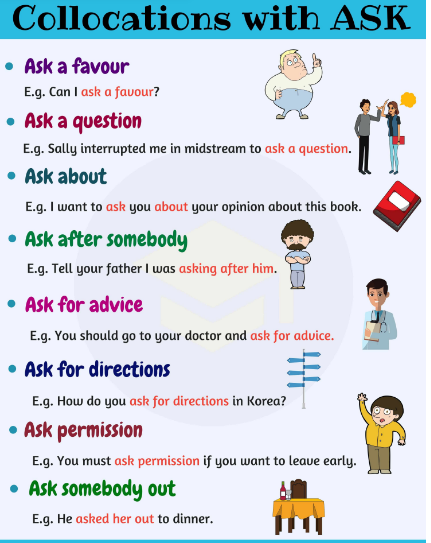 Collocations with ASK
Ask a favour
E.g. Can I ask a favour?
Ask a question
E.g. Sally interrupted me in midstream to ask a question.
Ask about
E.g. I want to ask you about your opinion about this book.
Ask after somebody
E.g. Tell your father I was asking after him.
Ask for advice
E.g. You should go to your doctor and ask for advice.
Ask for directions
E.g. How do you ask for directions in Korea?
Ask permission
E.g. You must ask permission if you want to leave early.
Ask somebody out
E.g. He asked her out to dinner.